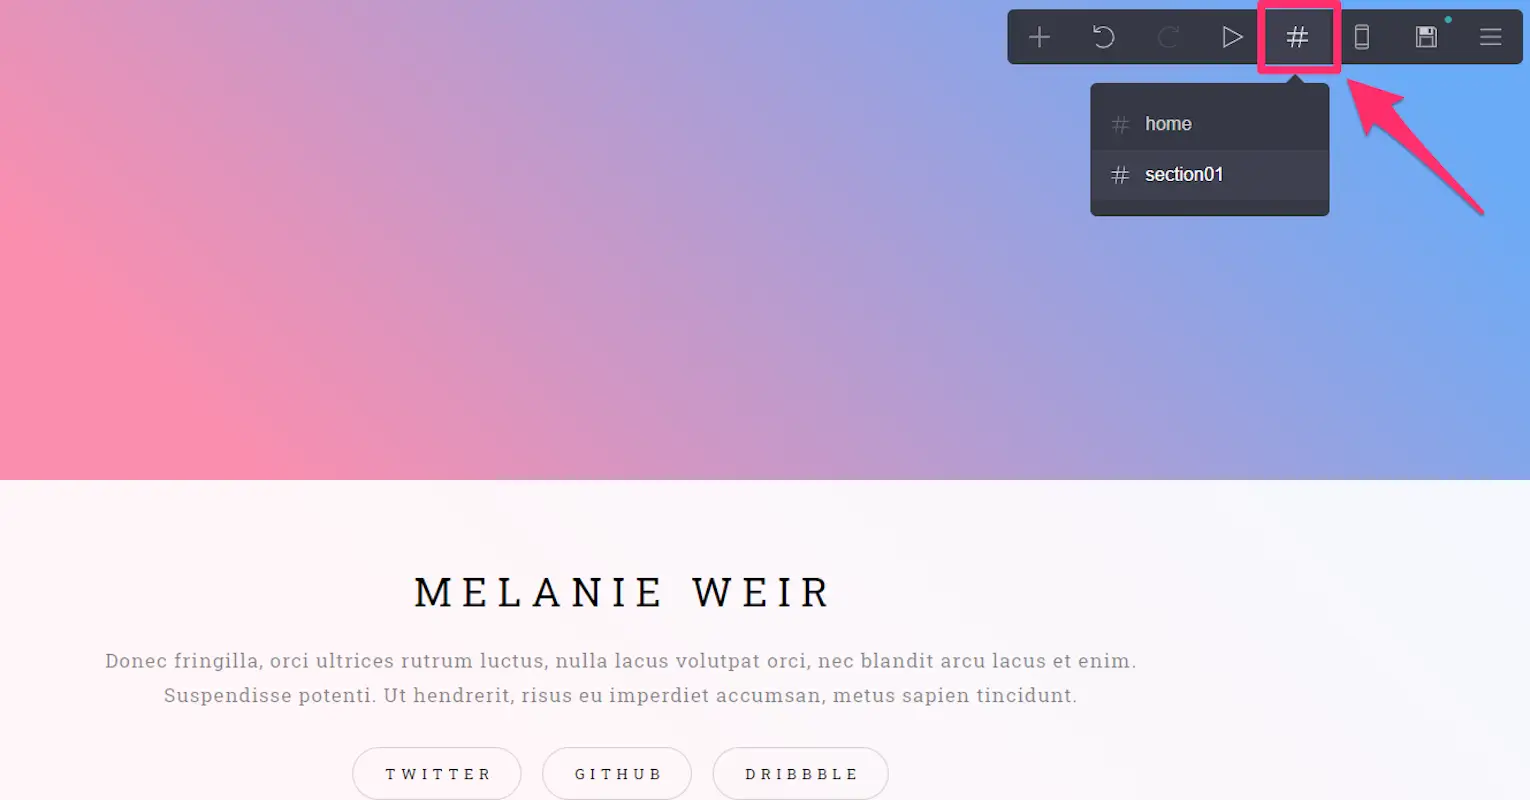 # home
# section01
MELANIE WEIR
Donec fringilla, orci ultrices rutrum luctus, nulla lacus volutpat orci, nec blandit arcu lacus et enim.
Suspendisse potenti. Ut hendrerit, risus eu imperdiet accumsan, metus sapien tincidunt.
TWITTER GITHUB DRIBBBLE